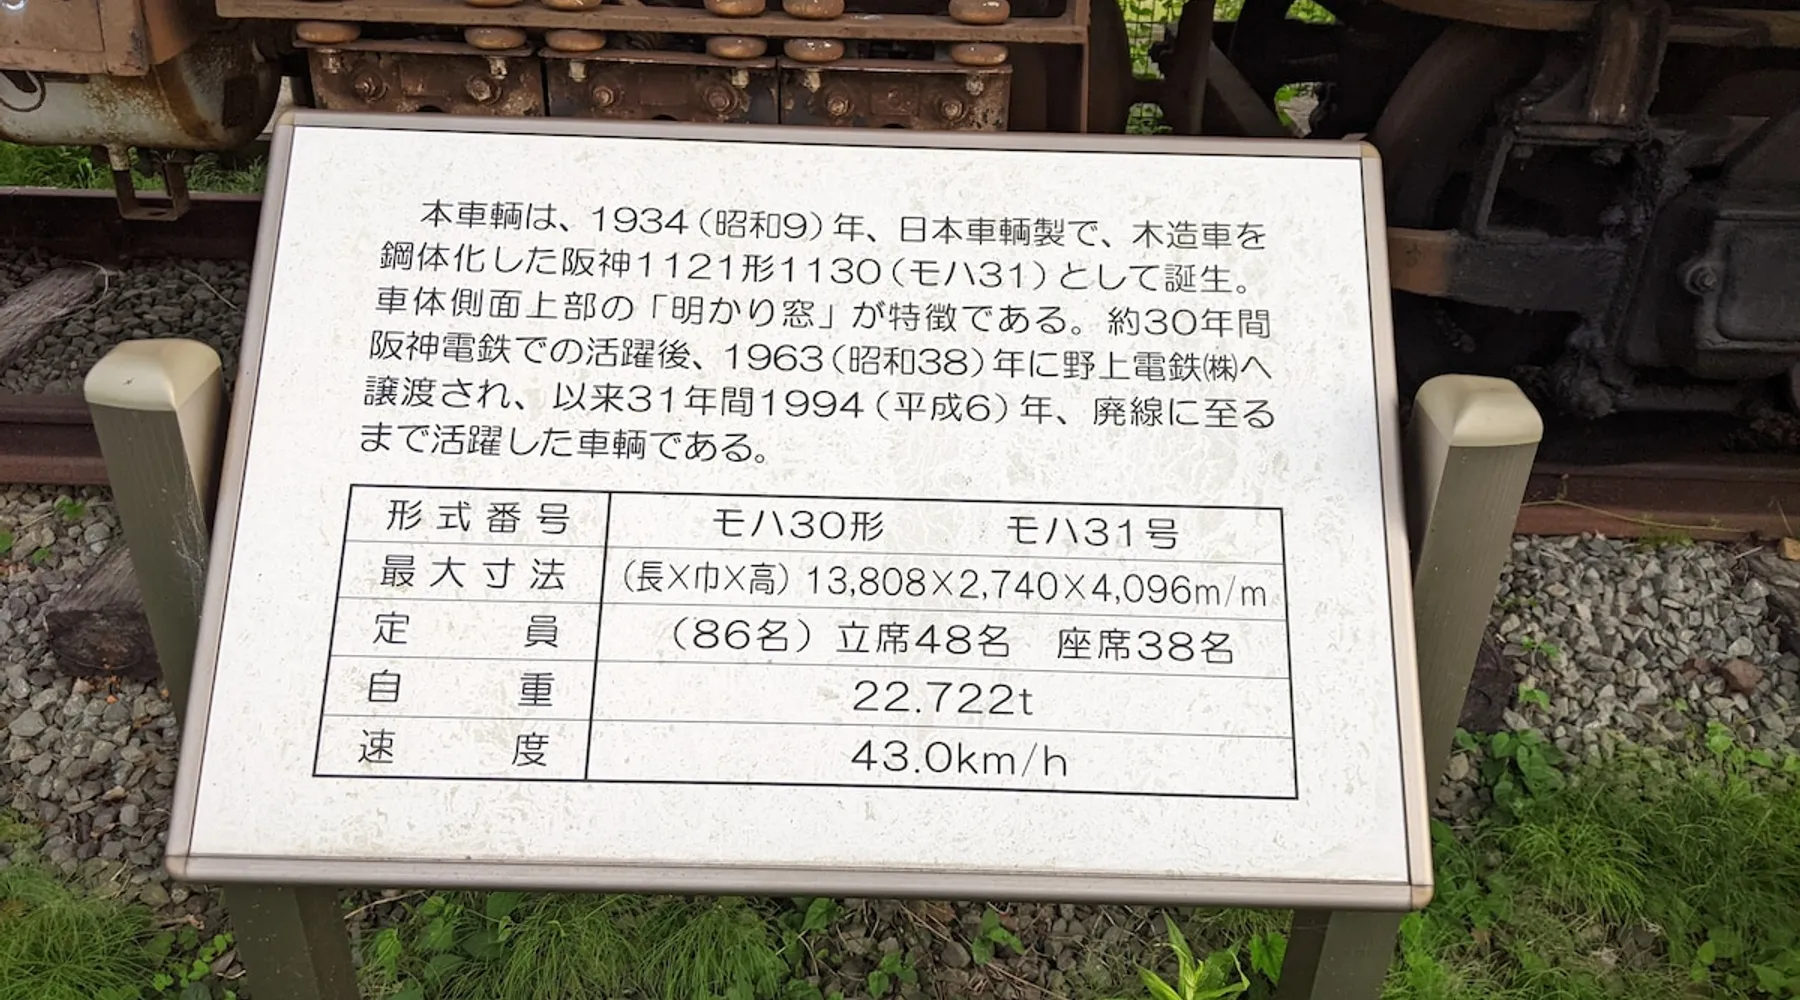 本車輌は、1934(昭和9)年、日本車輌製で、木造車を
鋼体化した阪神1121形1130(モハ31)として誕生。
車体側面上部の「明かり窓」が特徴である。約30年間
阪神電鉄での活躍後、1963(昭和38)年に野上電鉄㈱へ
譲渡され、以来31年間1994(平成6)年、廃線に至る
まで活躍した車輌である。
形式番号 モハ30形 モハ31号
最大寸法 (長×巾×高) 13,808×2,740×4,096m/m
定員 (86名) 立席48名 座席38名
自重 22.722t
速度 43.0km/h